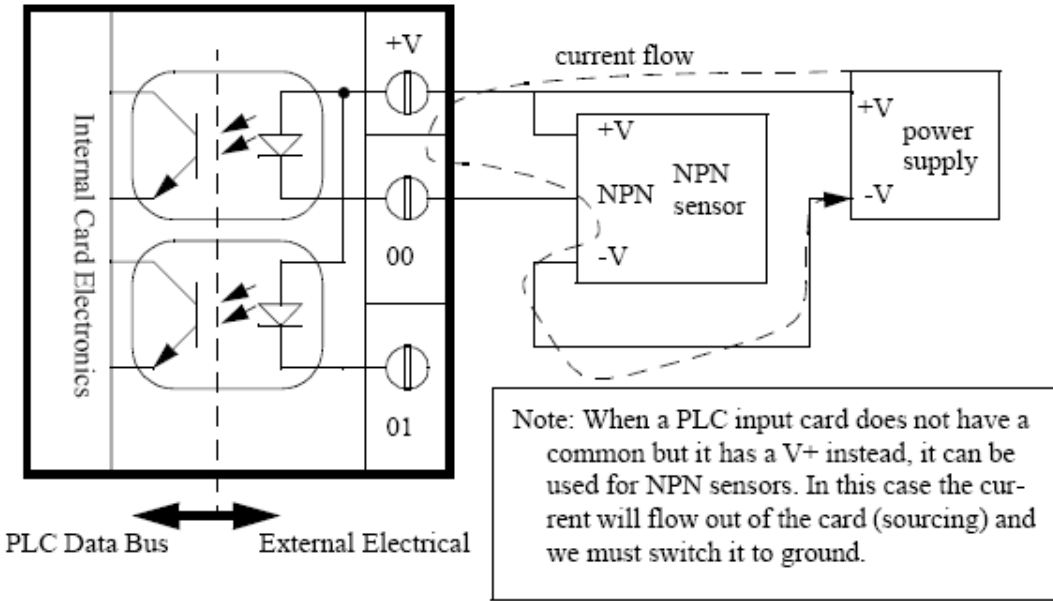 +V
current flow
Internal Card Electronics
+V
NPN
NPN
sensor
-V
+V
power
supply
-V
00
01
Note: When a PLC input card does not have a
common but it has a V+ instead, it can be
used for NPN sensors. In this case the cur-
rent will flow out of the card (sourcing) and
we must switch it to ground.
PLC Data Bus
External Electrical